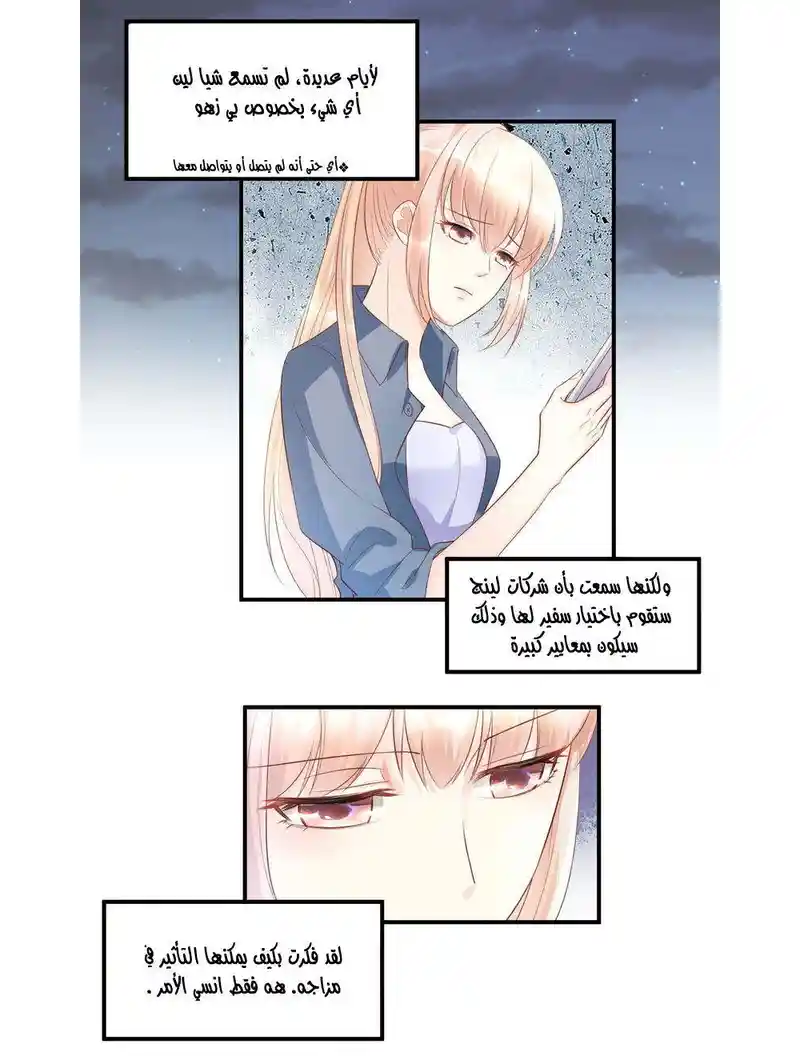 لأيام عديدة، لم تسمع شيا لين
أي شيء بخصوص يي زهو
*أي حتى أنه لم يتصل أو يتواصل معها
ولكنها سمعت بأن شركات لينج
ستقوم باختيار سفير لها وذلك
سيكون بمعايير كبيرة
لقد فكرت بكيف يمكنها التأثير في
مزاجه. هه فقط انسي الأمر .